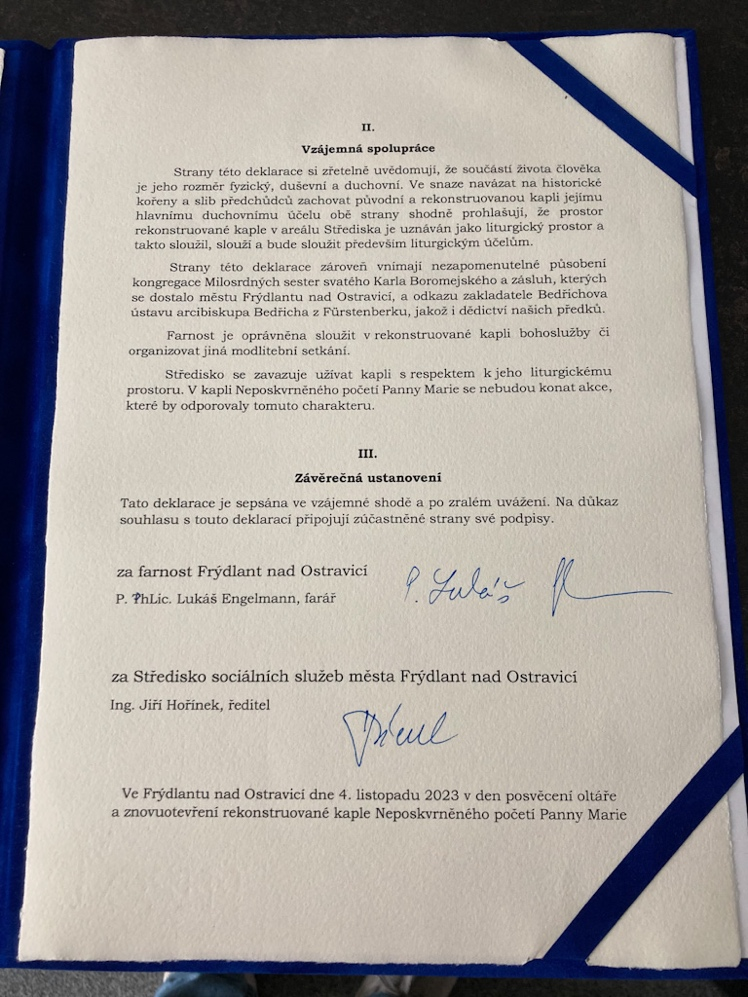 II.
Vzájemná spolupráce
Strany této deklarace si zřetelně uvědomují, že součástí života člověka
je jeho rozměr fyzický, duševní a duchovní. Ve snaze navázat na historické
kořeny a slib předchůdců zachovat původní a rekonstruovanou kapli jejímu
hlavnímu duchovnímu účelu obě strany shodně prohlašují, že prostor
rekonstruované kaple v areálu Střediska je uznáván jako liturgický prostor a
takto sloužil, slouží a bude sloužit především liturgickým účelům.
Strany této deklarace zároveň vnímají nezapomenutelné působení
kongregace Milosrdných sester svatého Karla Boromejského a zásluh, kterých
se dostalo městu Frýdlantu nad Ostravicí, a odkazu zakladatele Bedřichova
ústavu arcibiskupa Bedřicha z Fürstenberku, jakož i dědictví našich předků.
Farnost je oprávněna sloužit v rekonstruované kapli bohoslužby či
organizovat jiná modlitební setkání.
Středisko se zavazuje užívat kapli s respektem k jeho liturgickému
prostoru. V kapli Neposkvrněného početí Panny Marie se nebudou konat akce,
které by odporovaly tomuto charakteru.
III.
Závěrečná ustanovení
Tato deklarace je sepsána ve vzájemné shodě a po zralém uvážení. Na důkaz
souhlasu s touto deklarací připojují zúčastněné strany své podpisy.
za farnost Frýdlant nad Ostravicí
P. Lukáš
P. PhLic. Lukáš Engelmann, farář
za Středisko sociálních služeb města Frýdlant nad Ostravicí
Ing. Jiří Hořínek, ředitel
Ve Frýdlantu nad Ostravicí dne 4. listopadu 2023 v den posvěcení oltáře
a znovuotevření rekonstruované kaple Neposkvrněného početí Panny Marie